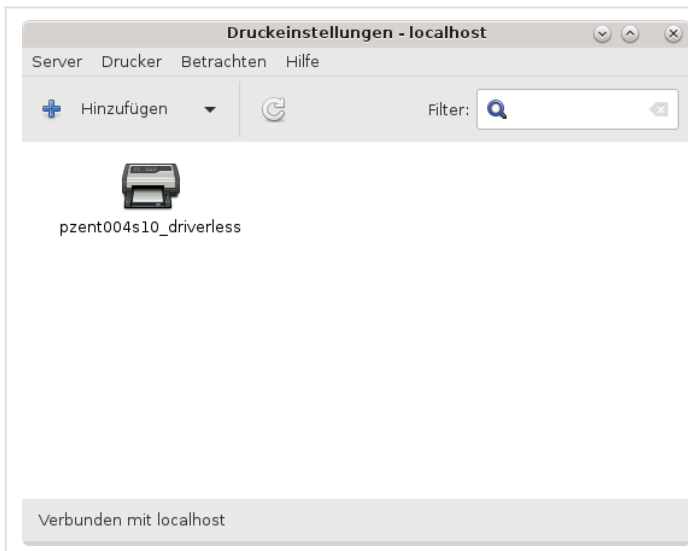 Druckeinstellungen - localhost
Server Drucker Betrachten Hilfe
Hinzufügen Filter:
pzent004s10_driverless
Verbunden mit localhost